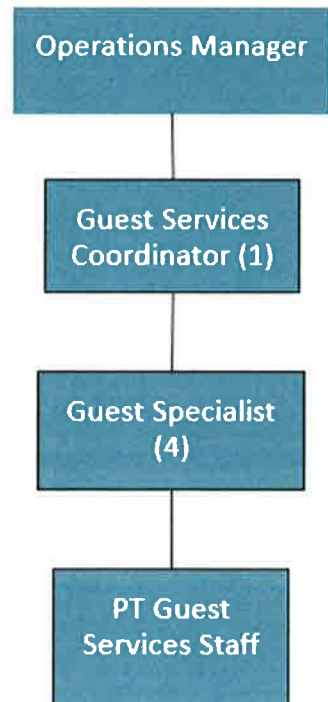 Operations Manager
Guest Services
Coordinator (1)
Guest Specialist
(4)
PT Guest
Services Staff